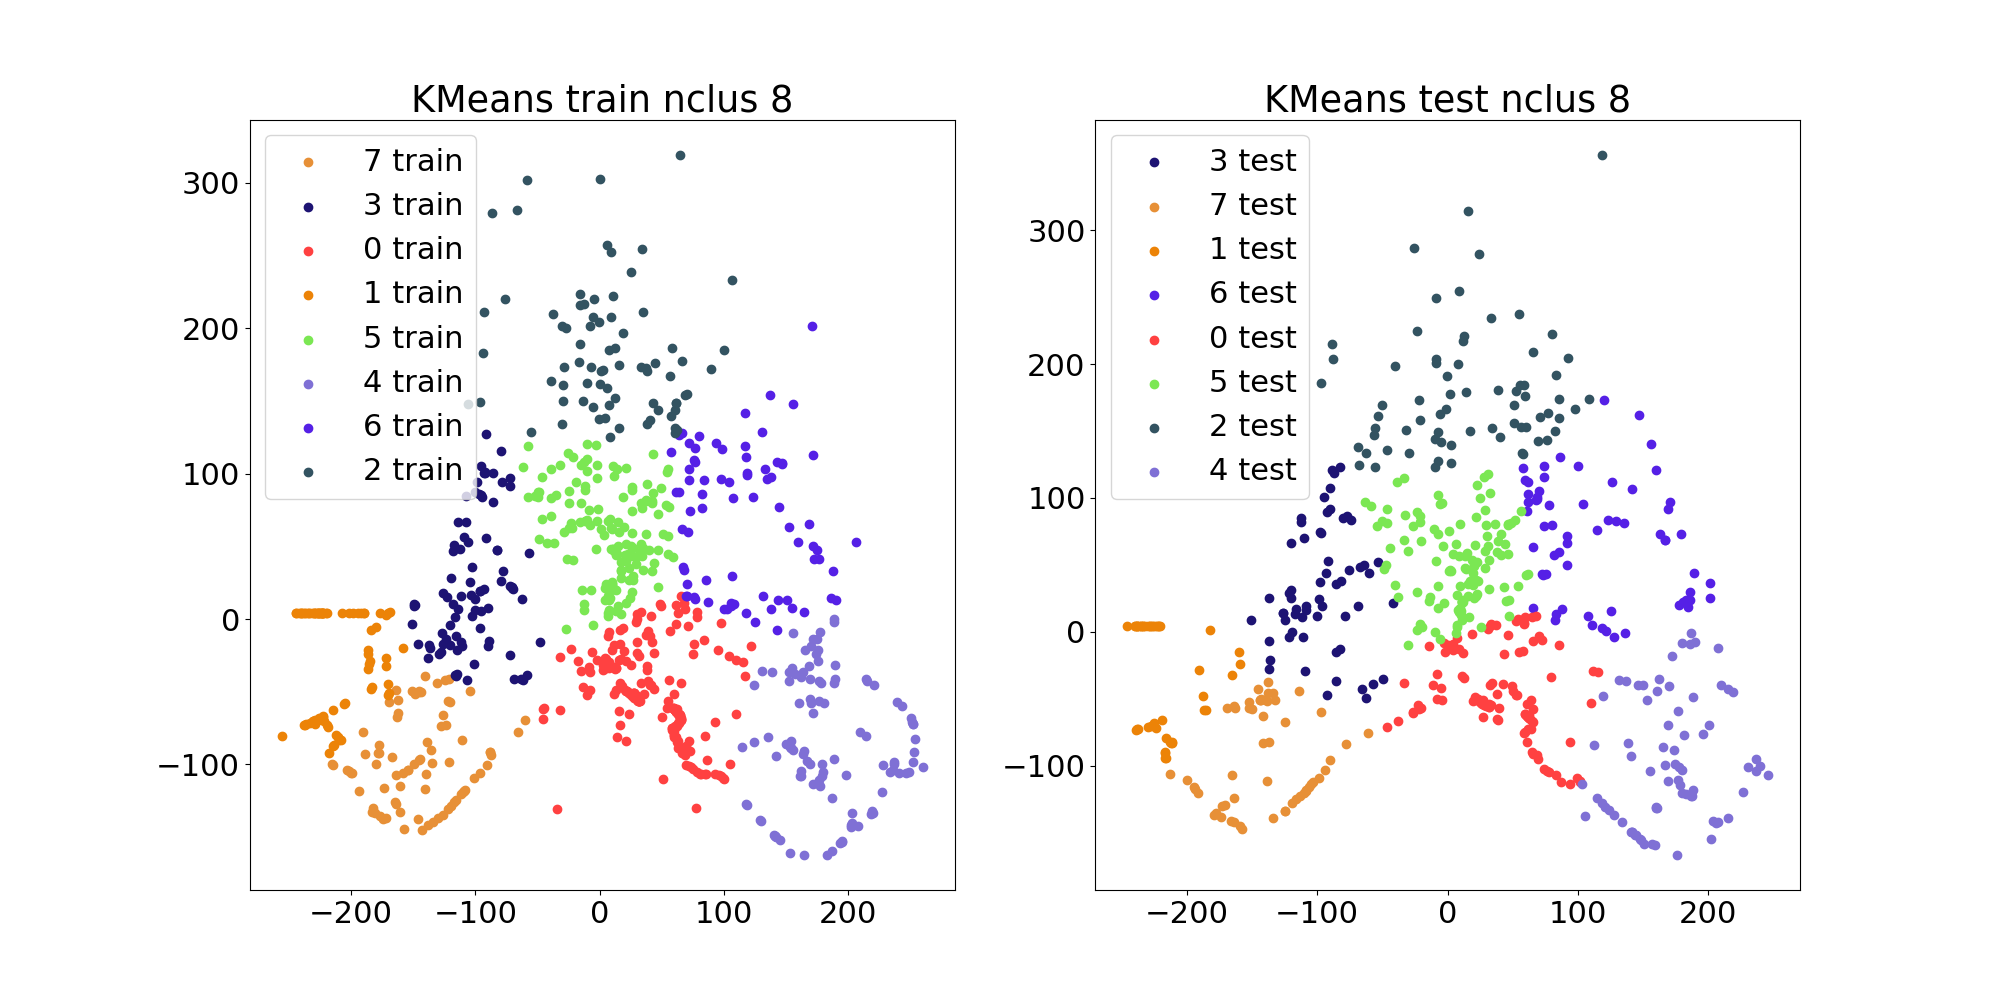 KMeans train nclus 8
7 train
3 train
0 train
1 train
5 train
4 train
6 train
2 train
300
200
100
0
−100
−200 −100 0 100 200
KMeans test nclus 8
3 test
7 test
1 test
6 test
0 test
5 test
2 test
4 test
300
200
100
0
−100
−200 −100 0 100 200